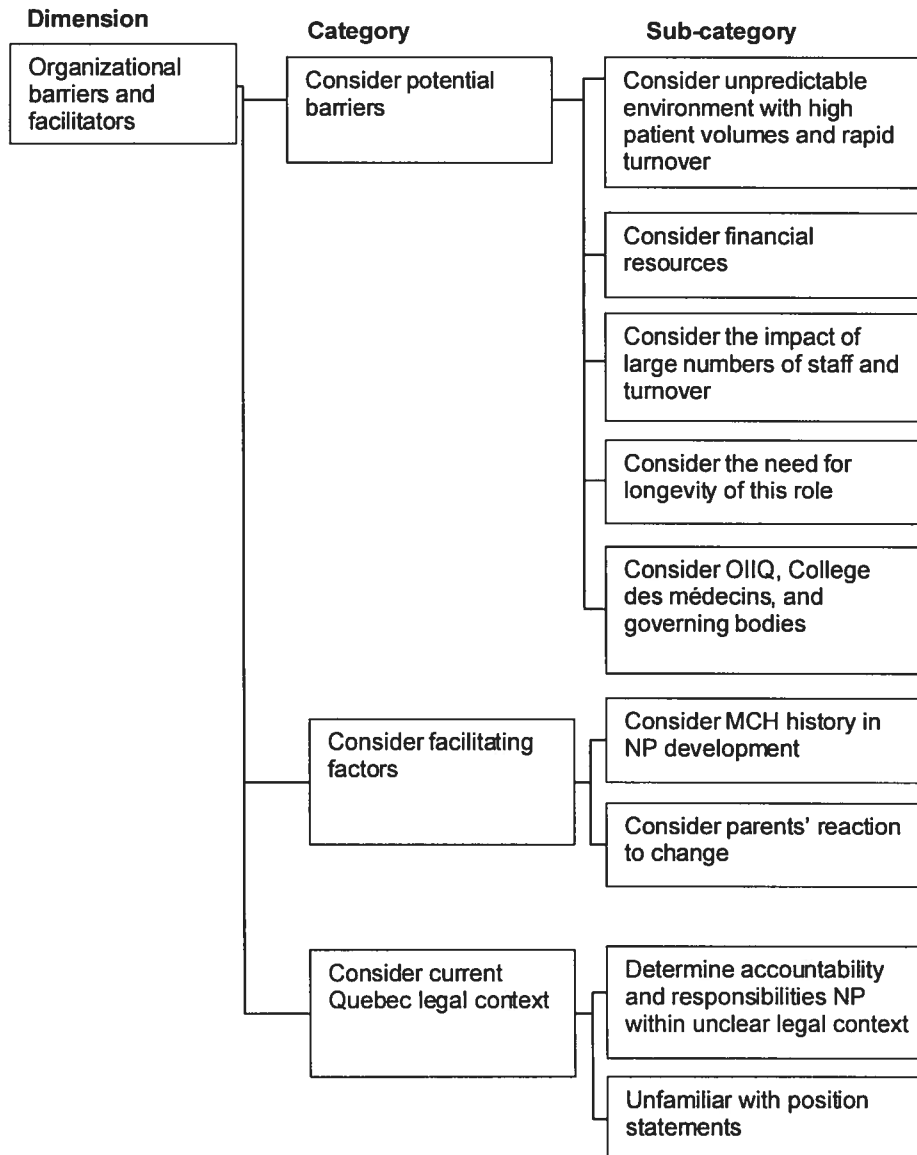 Dimension
Category
Sub-category
Organizational
barriers and
facilitators
Consider potential
barriers
Consider unpredictable
environment with high
patient volumes and rapid
turnover
Consider financial
resources
Consider the impact of
large numbers of staff and
turnover
Consider the need for
longevity of this role
Consider OIIQ, College
des médecins, and
governing bodies
Consider facilitating
factors
Consider MCH history in
NP development
Consider parents' reaction
to change
Consider current
Quebec legal context
Determine accountability
and responsibilities NP
within unclear legal context
Unfamiliar with position
statements